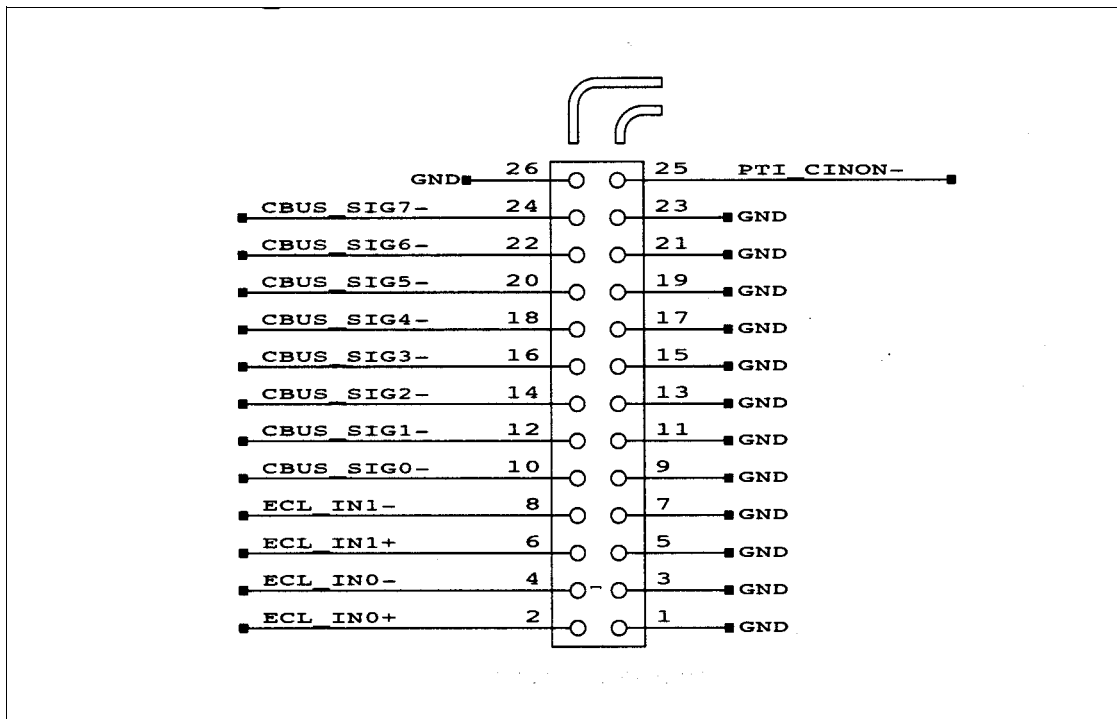 GND 26 25 PTI_CINON-
CBUS_SIG7- 24 23 GND
CBUS_SIG6- 22 21 GND
CBUS_SIG5- 20 19 GND
CBUS_SIG4- 18 17 GND
CBUS_SIG3- 16 15 GND
CBUS_SIG2- 14 13 GND
CBUS_SIG1- 12 11 GND
CBUS_SIG0- 10 9 GND
ECL_IN1- 8 7 GND
ECL_IN1+ 6 5 GND
ECL_IN0- 4 3 GND
ECL_IN0+ 2 1 GND